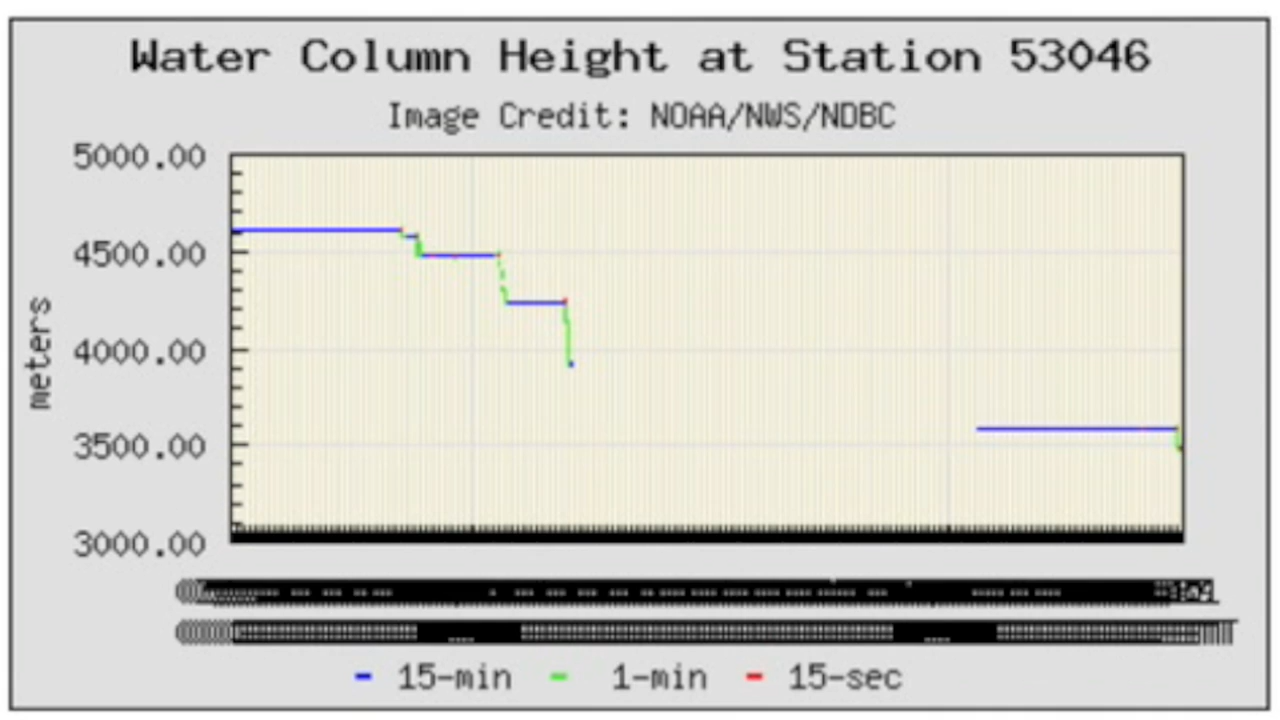 Water Column Height at Station 53046
Image Credit: NOAA/NWS/NDBC
5000.00
4500.00
4000.00
3500.00
3000.00
meters
15-min 1-min 15-sec